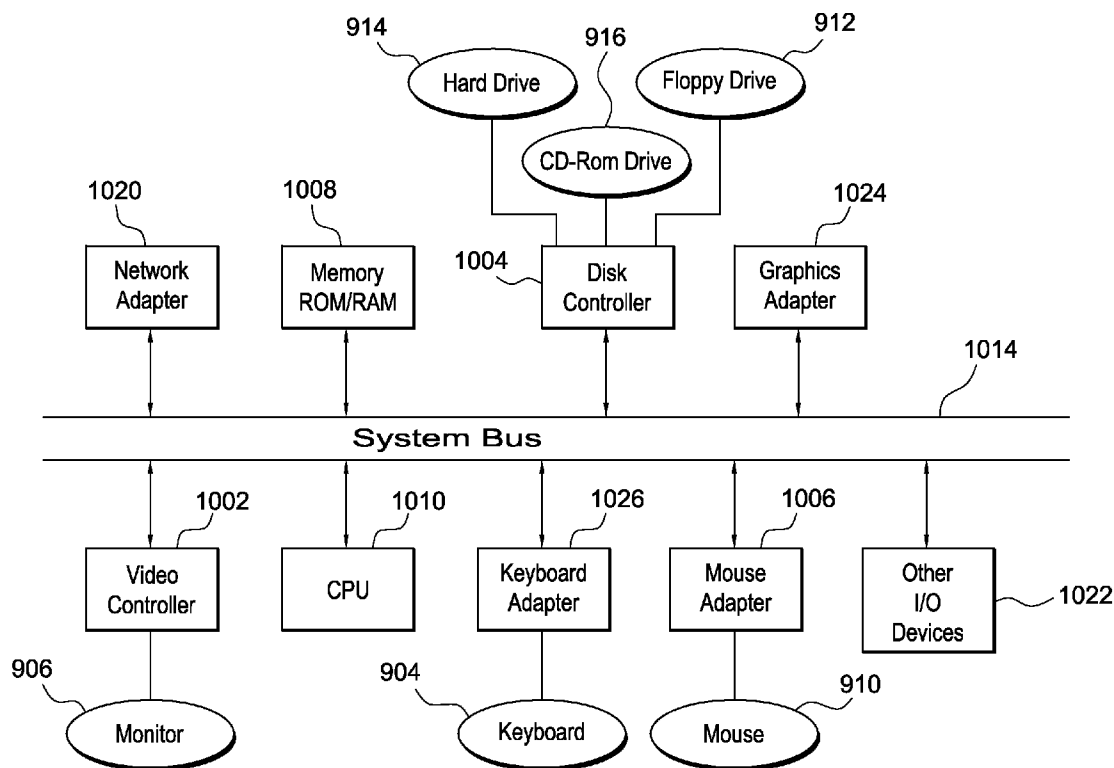 914
916
912
Hard Drive
Floppy Drive
CD-Rom Drive
1020
1008
1004
1024
Network
Adapter
Memory
ROM/RAM
Disk
Controller
Graphics
Adapter
1014
System Bus
1002
1010
1026
1006
Video
Controller
CPU
Keyboard
Adapter
Mouse
Adapter
Other
I/O
Devices
1022
906
904
910
Monitor
Keyboard
Mouse